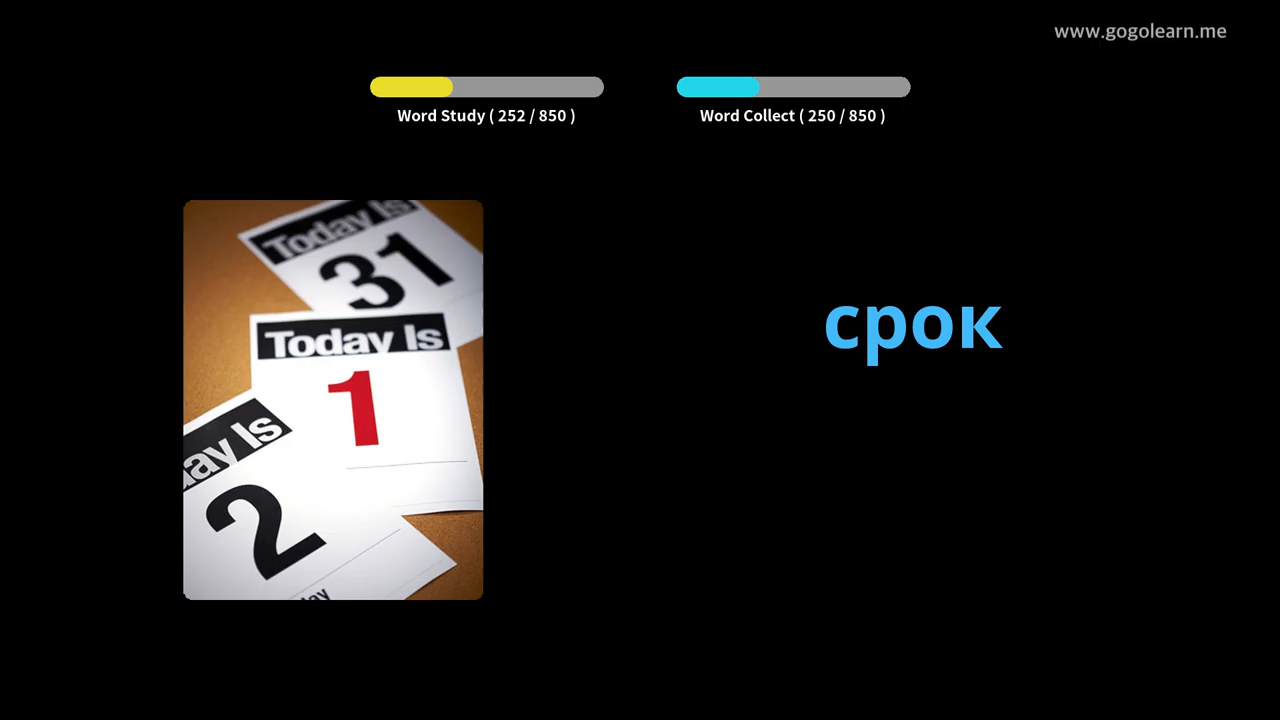 www.gogolearn.me
Word Study ( 252 / 850 )
Word Collect ( 250 / 850 )
Today Is
31
Today Is
1
ay Is
2
срок